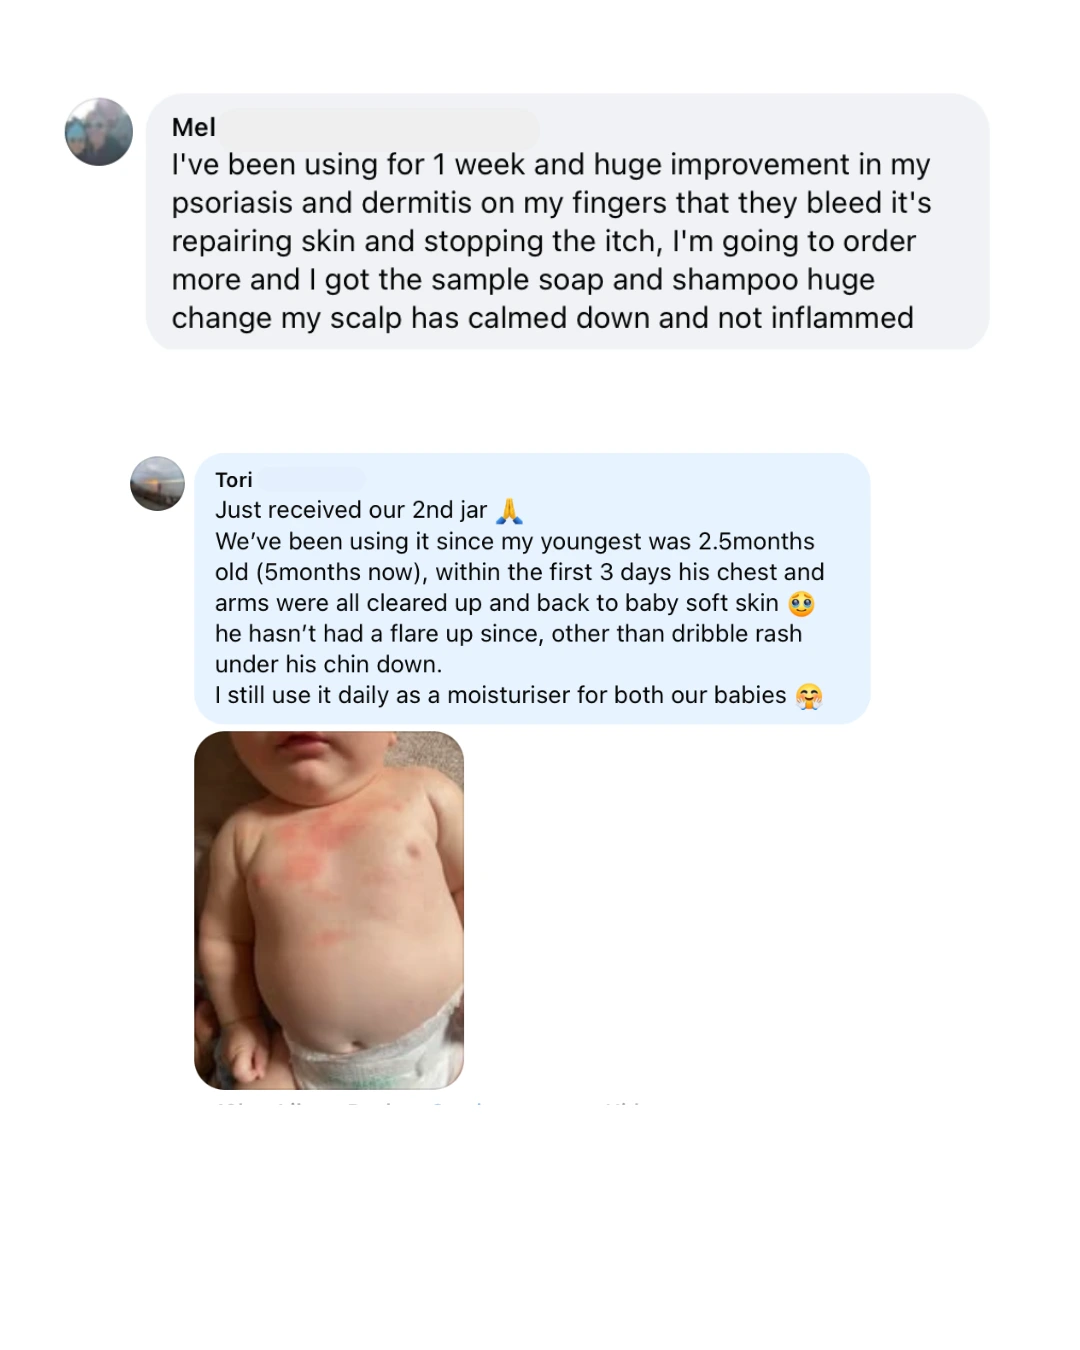 Mel
I've been using for 1 week and huge improvement in my
psoriasis and dermitis on my fingers that they bleed it's
repairing skin and stopping the itch, I'm going to order
more and I got the sample soap and shampoo huge
change my scalp has calmed down and not inflammed
Tori
Just received our 2nd jar 🙏
We’ve been using it since my youngest was 2.5months
old (5months now), within the first 3 days his chest and
arms were all cleared up and back to baby soft skin 🥹
he hasn’t had a flare up since, other than dribble rash
under his chin down.
I still use it daily as a moisturiser for both our babies 🤗